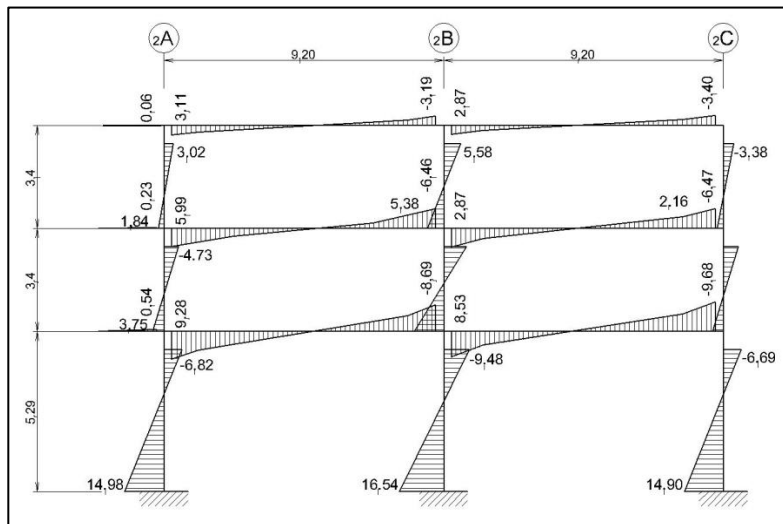 2A 2B 2C
9,20 9,20
0,06 3,11 -3,19 2,87 -3,40
3,02 5,58 -3,38
3,4
0,23 5,99 -6,46 2,87 -6,47
1,84 5,38 2,16
-4.73
3,4
0,54 9,28 -8,69 8,53 -9,68
3,75
-6,82 -9,48 -6,69
5,29
14,98 16,54 14,90